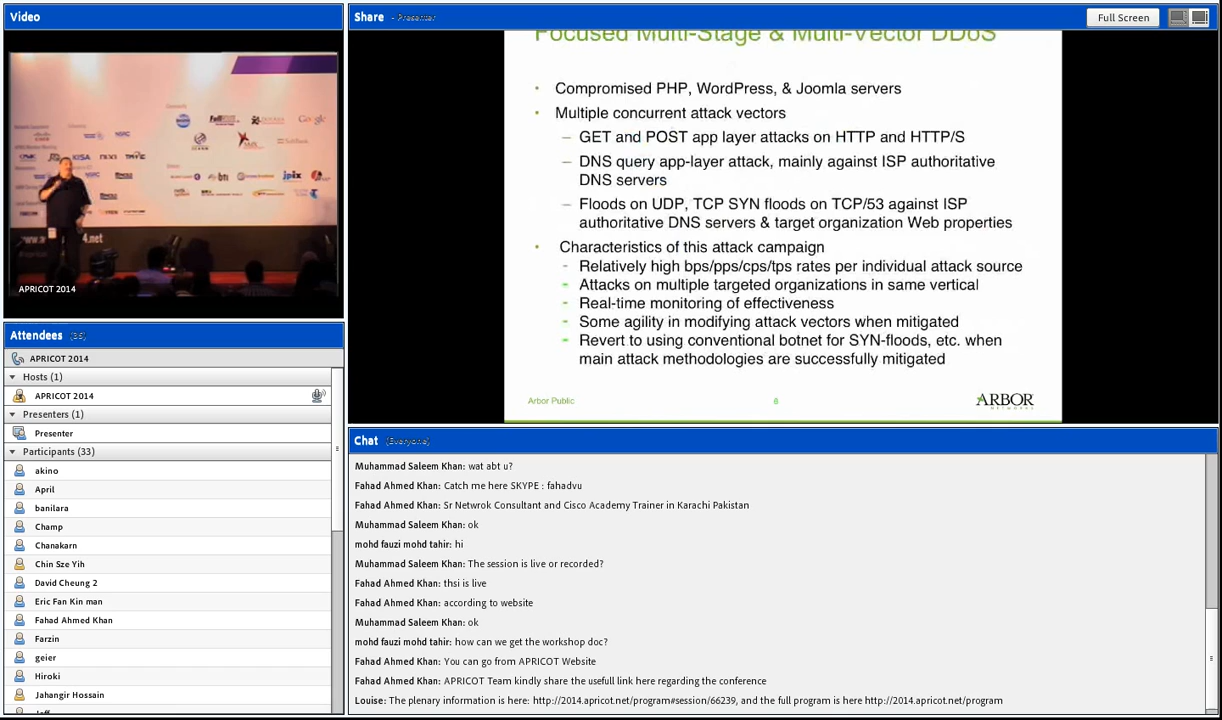 Video
APRICOT 2014
Attendees (35)
APRICOT 2014
Hosts (1)
APRICOT 2014
Presenters (1)
Presenter
Participants (33)
akino
April
banilara
Champ
Chanakarn
Chin Sze Yih
David Cheung 2
Eric Fan Kin man
Fahad Ahmed Khan
Farzin
geier
Hiroki
Jahangir Hossain
Share - Presenter
Full Screen
Focused Multi-Stage & Multi-Vector DDoS
• Compromised PHP, WordPress, & Joomla servers
• Multiple concurrent attack vectors
– GET and POST app layer attacks on HTTP and HTTP/S
– DNS query app-layer attack, mainly against ISP authoritative
DNS servers
– Floods on UDP, TCP SYN floods on TCP/53 against ISP
authoritative DNS servers & target organization Web properties
• Characteristics of this attack campaign
- Relatively high bps/pps/cps/tps rates per individual attack source
- Attacks on multiple targeted organizations in same vertical
- Real-time monitoring of effectiveness
- Some agility in modifying attack vectors when mitigated
- Revert to using conventional botnet for SYN-floods, etc. when
main attack methodologies are successfully mitigated
Arbor Public
6
ARBOR
NETWORKS
Chat (Everyone)
Muhammad Saleem Khan: wat abt u?
Fahad Ahmed Khan: Catch me here SKYPE : fahadvu
Fahad Ahmed Khan: Sr Netwrok Consultant and Cisco Academy Trainer in Karachi Pakistan
Muhammad Saleem Khan: ok
mohd fauzi mohd tahir: hi
Muhammad Saleem Khan: The session is live or recorded?
Fahad Ahmed Khan: thsi is live
Fahad Ahmed Khan: according to website
Muhammad Saleem Khan: ok
mohd fauzi mohd tahir: how can we get the workshop doc?
Fahad Ahmed Khan: You can go from APRICOT Website
Fahad Ahmed Khan: APRICOT Team kindly share the usefull link here regarding the conference
Louise: The plenary information is here: http://2014.apricot.net/program#session/66239, and the full program is here http://2014.apricot.net/program